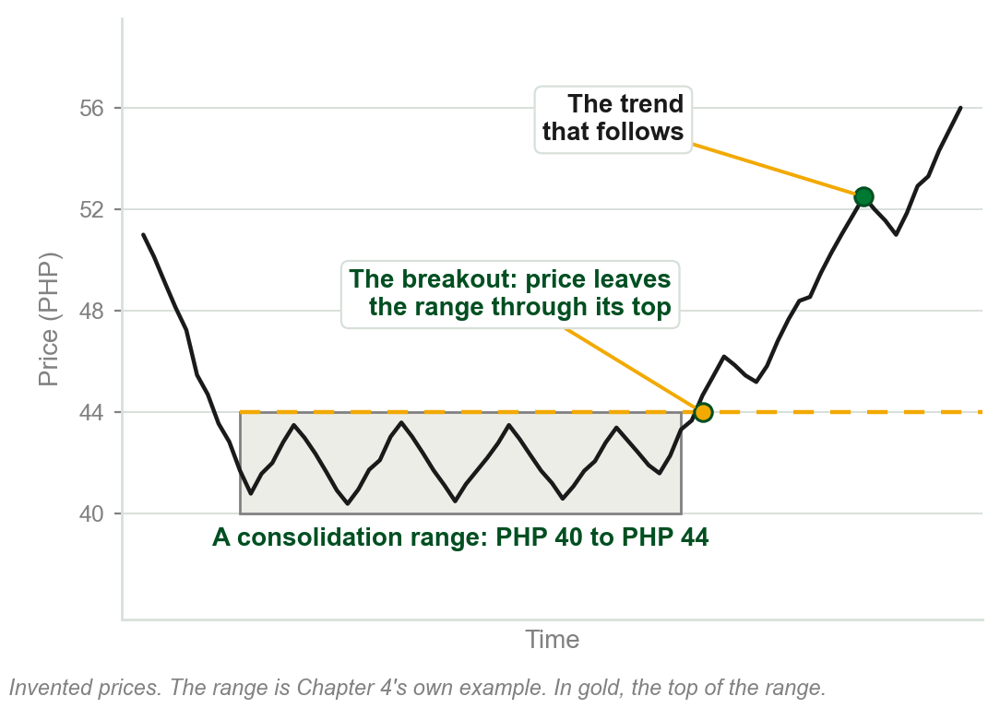 56
52
48
44
40
Price (PHP)
The trend
that follows
The breakout: price leaves
the range through its top
A consolidation range: PHP 40 to PHP 44
Time
Invented prices. The range is Chapter 4's own example. In gold, the top of the range.